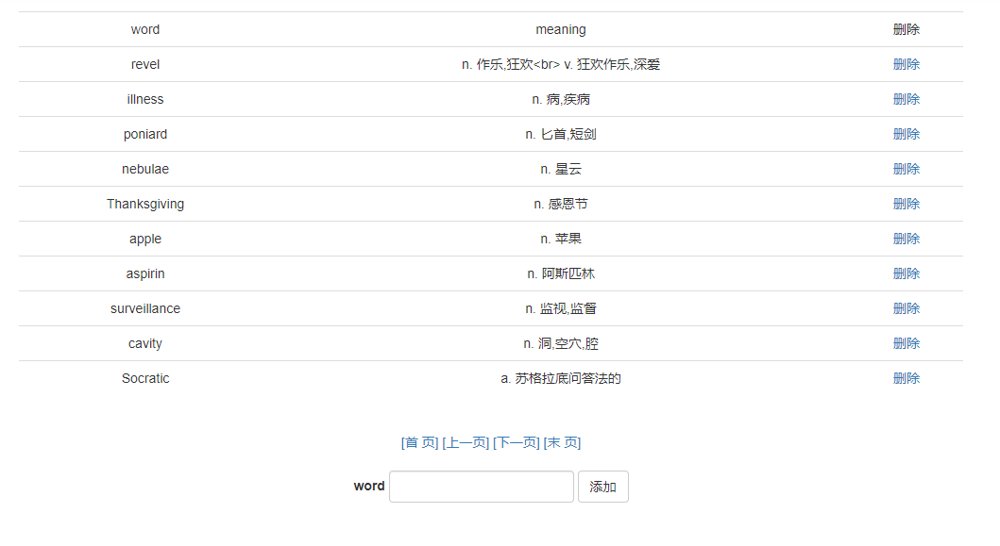 word meaning 删除
revel n. 作乐,狂欢<br> v. 狂欢作乐,深爱 删除
illness n. 病,疾病 删除
poniard n. 匕首,短剑 删除
nebulae n. 星云 删除
Thanksgiving n. 感恩节 删除
apple n. 苹果 删除
aspirin n. 阿斯匹林 删除
surveillance n. 监视,监督 删除
cavity n. 洞,空穴,腔 删除
Socratic a. 苏格拉底问答法的 删除
[首 页] [上一页] [下一页] [末 页]
word 添加